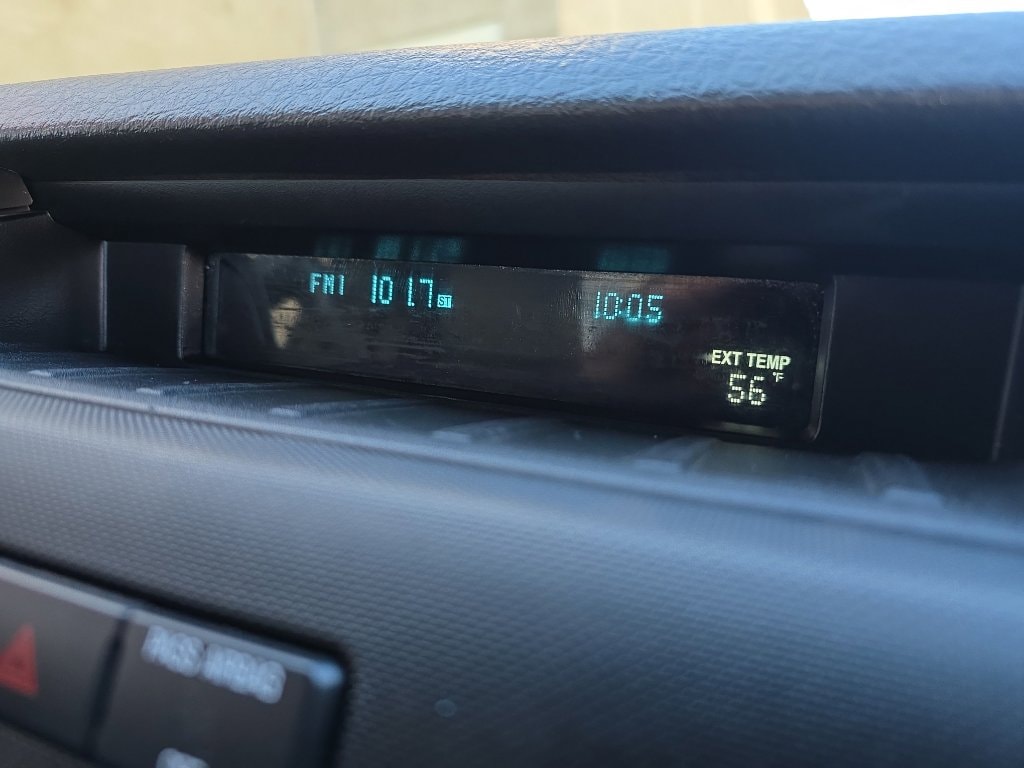 FM1 101.7 ST 10:05
EXT TEMP
56 °F
PASS AIRBAG